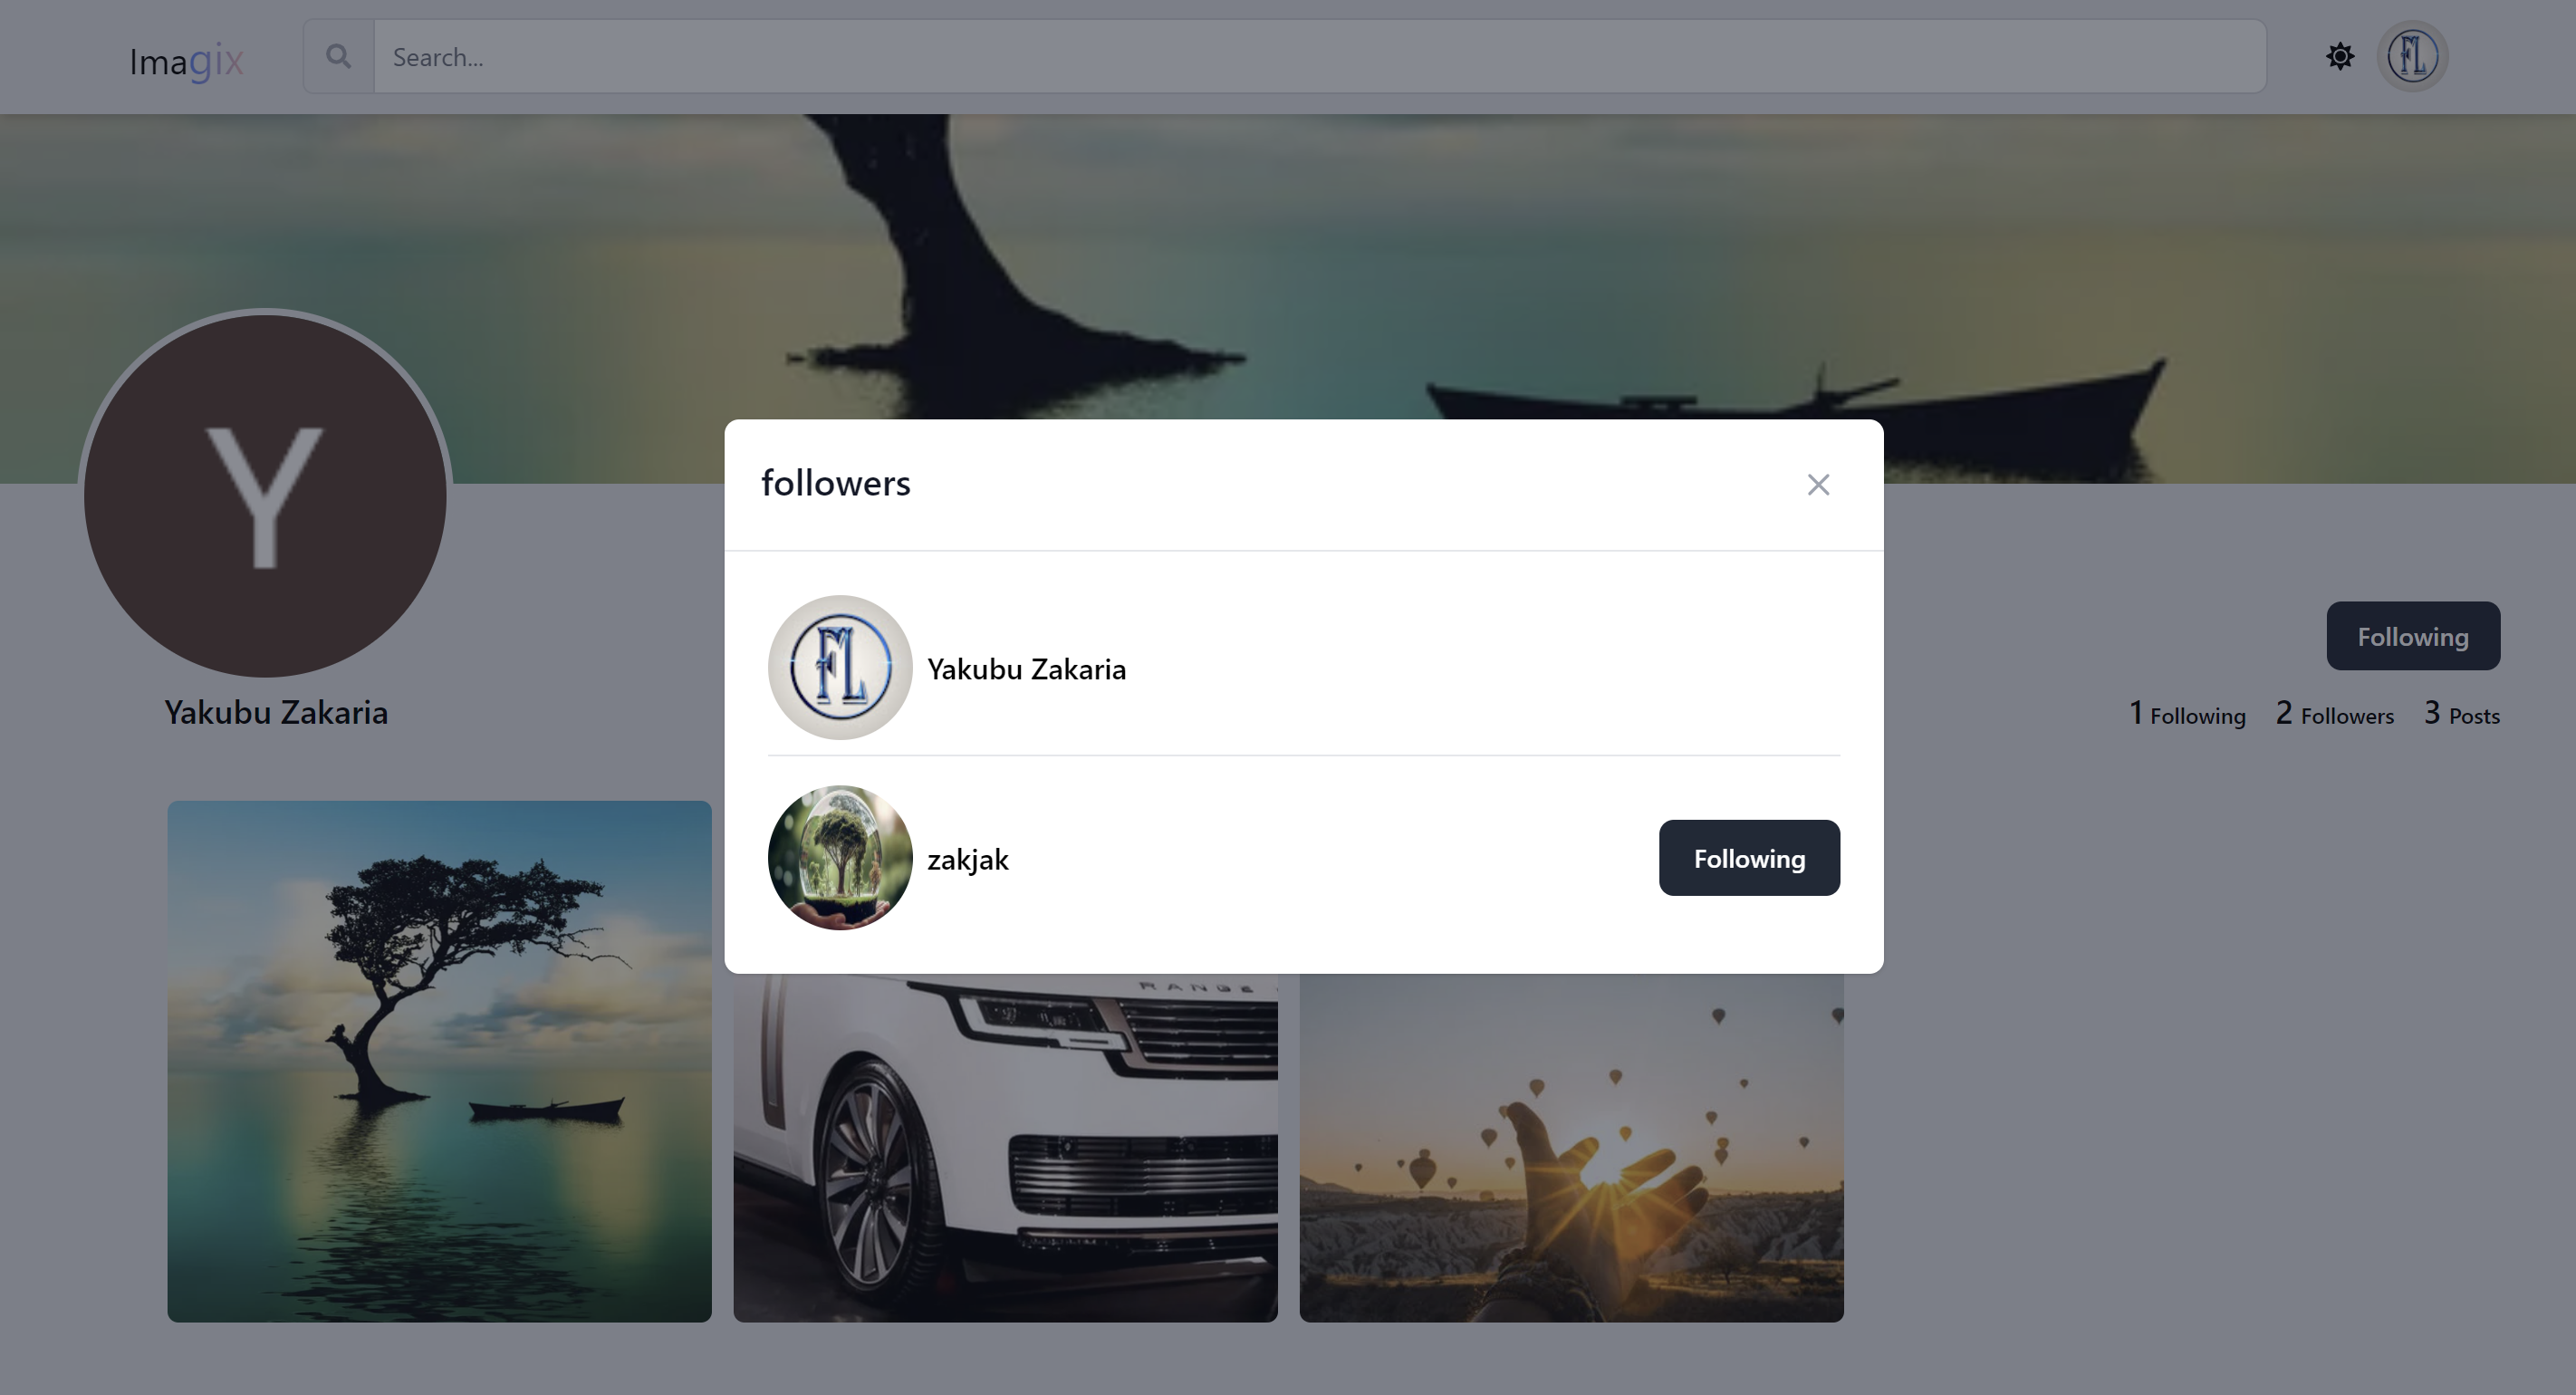 Imagix
Search...
FL
Y
followers
FL
Yakubu Zakaria
Following
Yakubu Zakaria
1 Following 2 Followers 3 Posts
zakjak
Following
RANGE